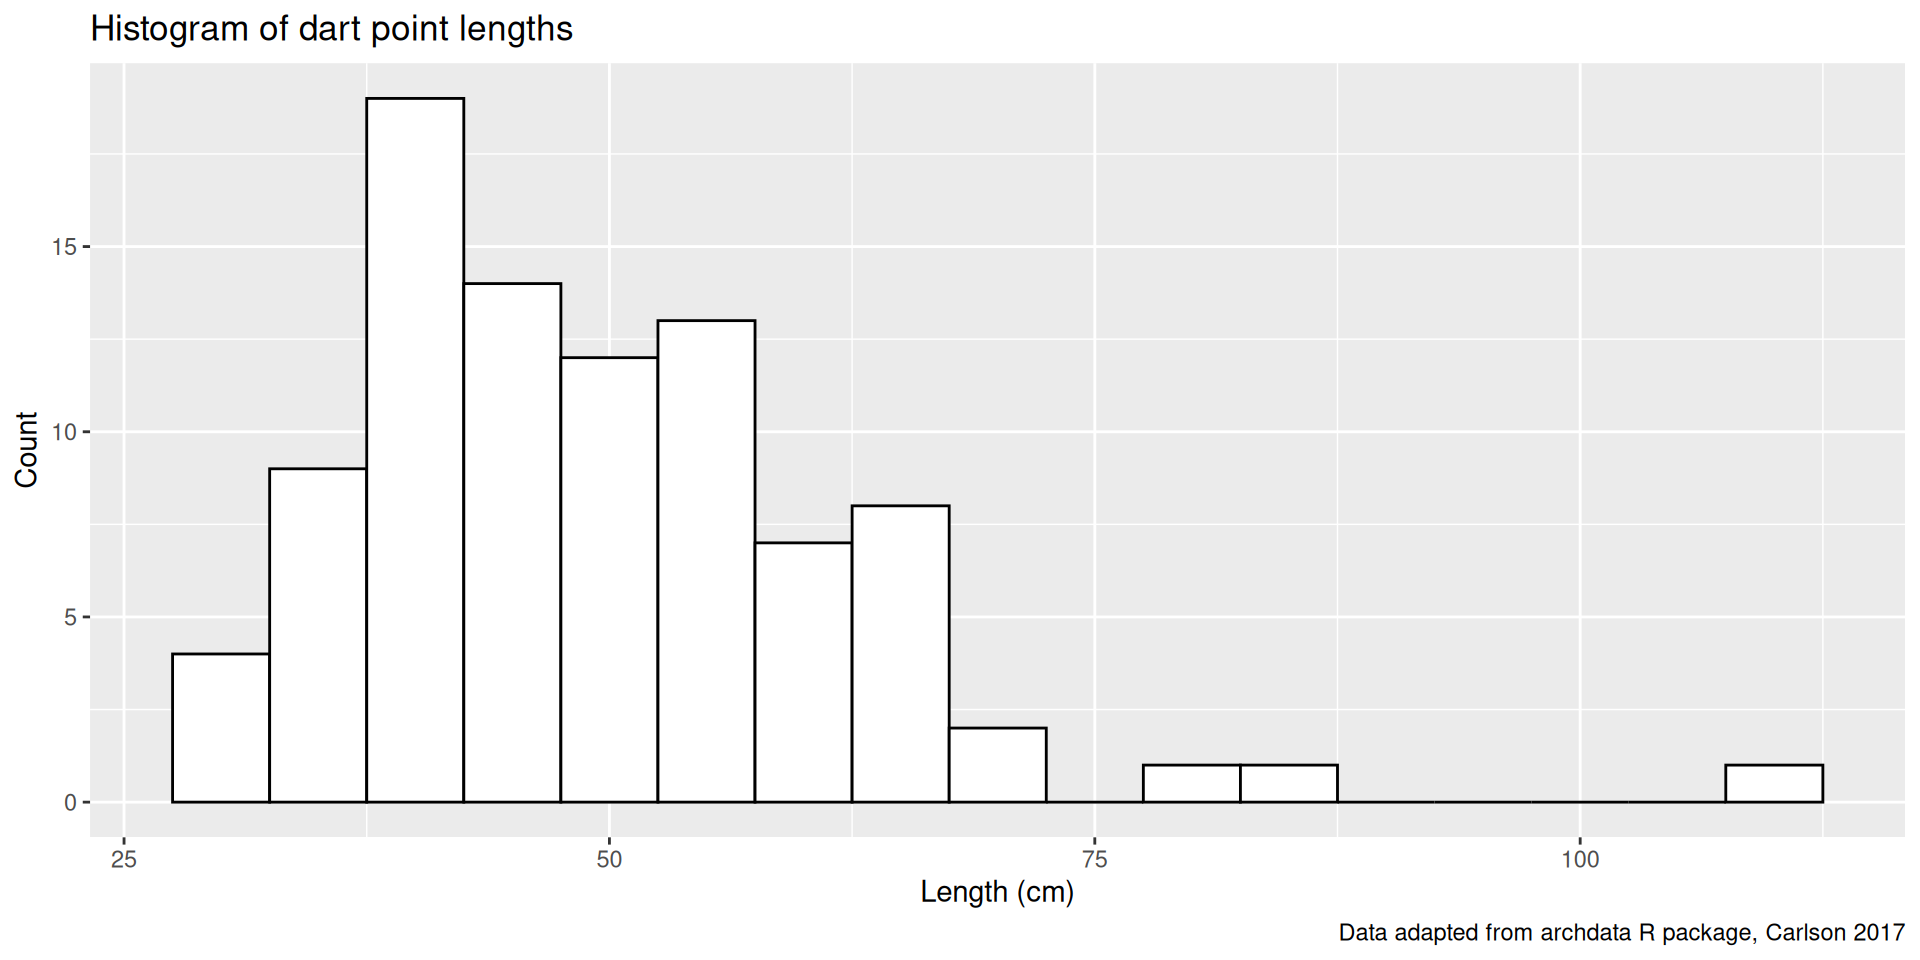 Histogram of dart point lengths
15
10
5
0
Count
25 50 75 100
Length (cm)
Data adapted from archdata R package, Carlson 2017